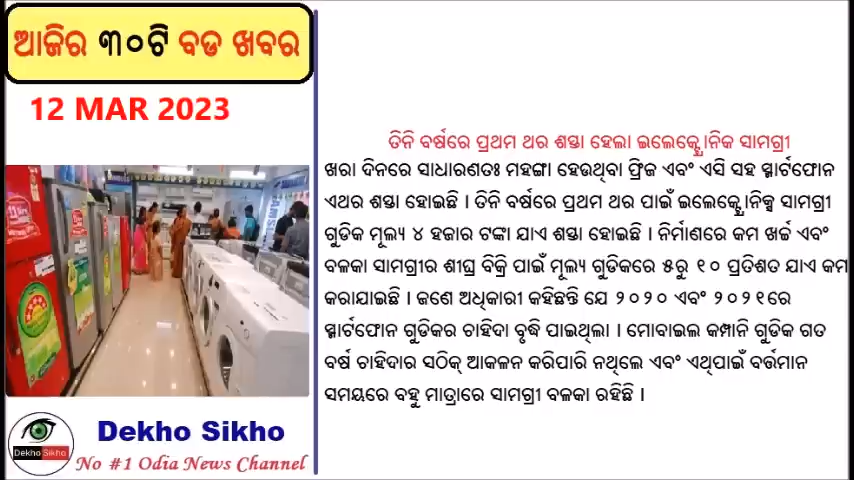 ଆଜିର ୩୦ଟି ବଡ ଖବର
12 MAR 2023
ତିନି ବର୍ଷରେ ପ୍ରଥମ ଥର ଶସ୍ତା ହେଲା ଇଲେକ୍ଟ୍ରୋନିକ ସାମଗ୍ରୀ
ଖରା ଦିନରେ ସାଧାରଣତଃ ମହଙ୍ଗା ହେଉଥିବା ଫ୍ରିଜ ଏବଂ ଏସି ସହ ସ୍ମାର୍ଟଫୋନ
ଏଥର ଶସ୍ତା ହୋଇଛି । ତିନି ବର୍ଷରେ ପ୍ରଥମ ଥର ପାଇଁ ଇଲେକ୍ଟ୍ରୋନିକ୍ସ ସାମଗ୍ରୀ
ଗୁଡିକ ମୂଲ୍ୟ ୪ ହଜାର ଟଙ୍କା ଯାଏ ଶସ୍ତା ହୋଇଛି । ନିର୍ମାଣରେ କମ ଖର୍ଚ୍ଚ ଏବଂ
ବଳକା ସାମଗ୍ରୀର ଶୀଘ୍ର ବିକ୍ରି ପାଇଁ ମୂଲ୍ୟ ଗୁଡିକରେ ୫ରୁ ୧୦ ପ୍ରତିଶତ ଯାଏ କମ
କରାଯାଇଛି । ଜଣେ ଅଧିକାରୀ କହିଛନ୍ତି ଯେ ୨୦୨୦ ଏବଂ ୨୦୨୧ରେ
ସ୍ମାର୍ଟଫୋନ ଗୁଡିକର ଚାହିଦା ବୃଦ୍ଧି ପାଇଥିଲା । ମୋବାଇଲ କମ୍ପାନି ଗୁଡିକ ଗତ
ବର୍ଷ ଚାହିଦାର ସଠିକ୍ ଆକଳନ କରିପାରି ନଥିଲେ ଏବଂ ଏଥିପାଇଁ ବର୍ତ୍ତମାନ
ସମୟରେ ବହୁ ମାତ୍ରାରେ ସାମଗ୍ରୀ ବଳକା ରହିଛି ।
Dekho Sikho
Dekho Sikho
No #1 Odia News Channel